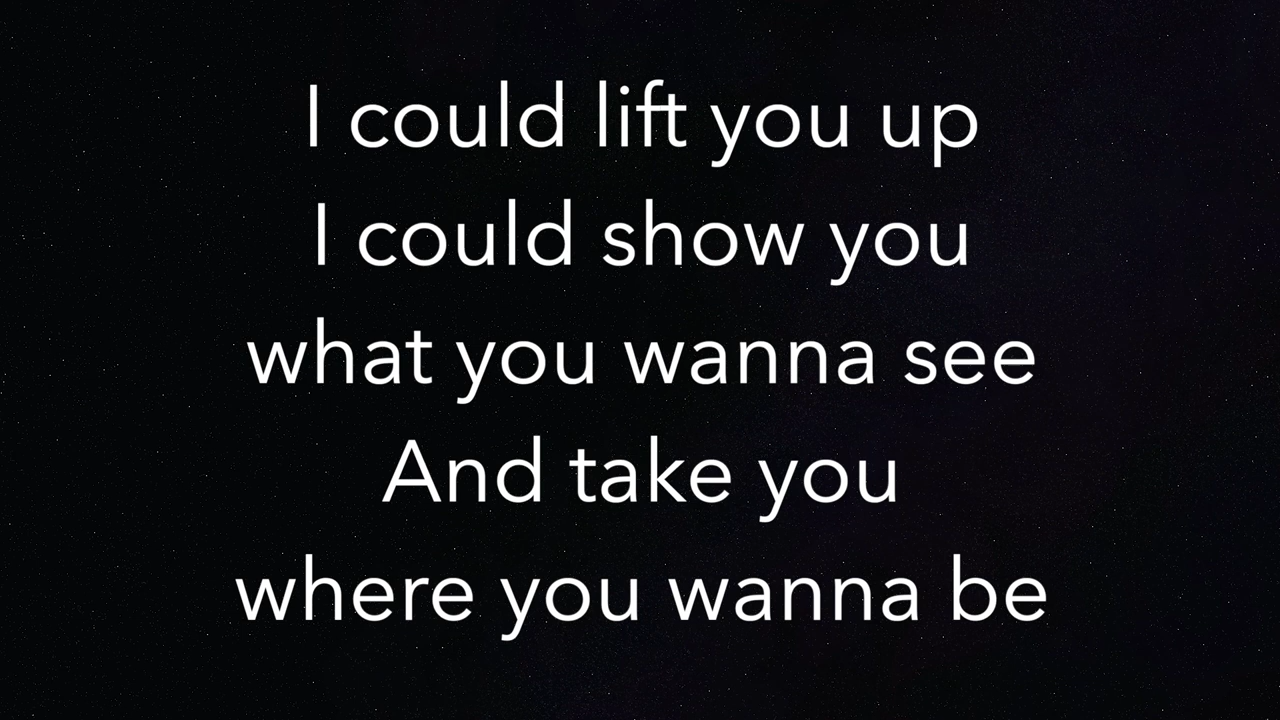 I could lift you up
I could show you
what you wanna see
And take you
where you wanna be